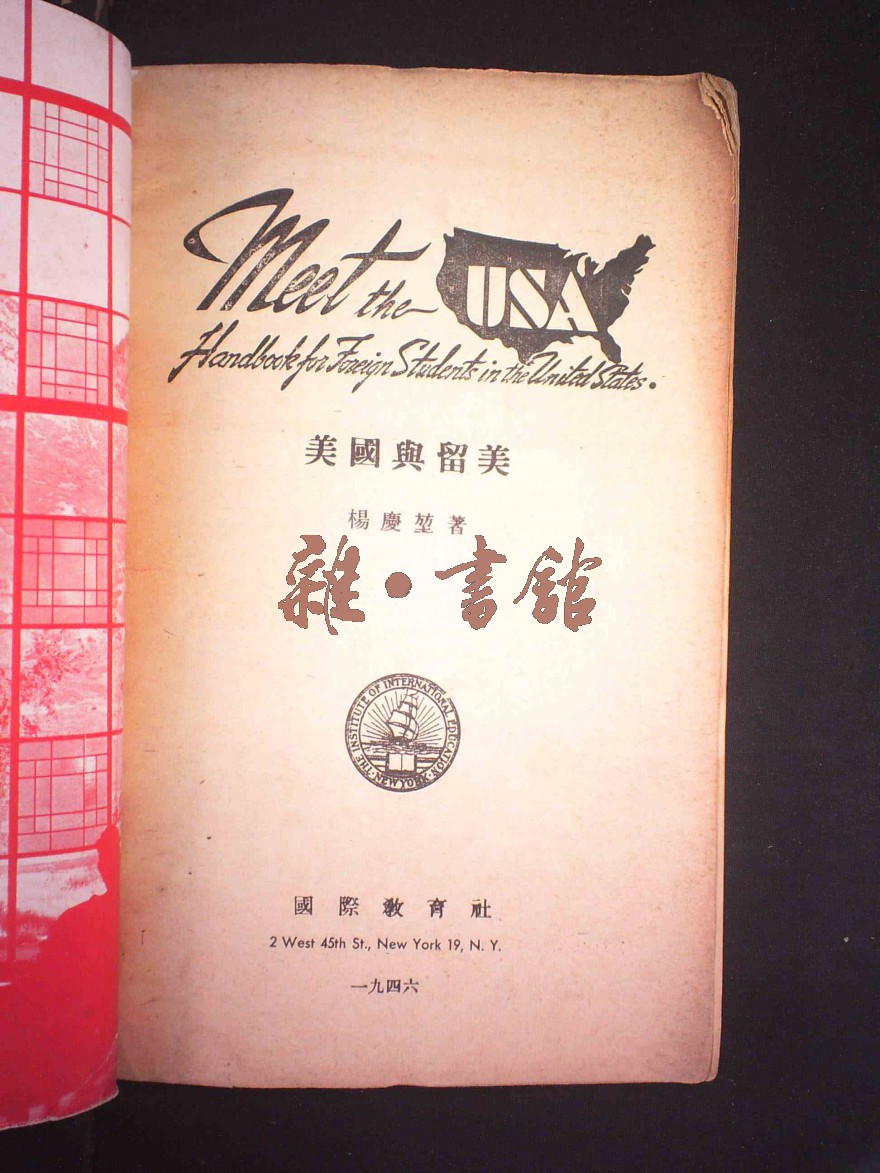 Meet the USA
Handbook for Foreign Students in the United States.
美國與留美
楊慶堃著
雜·書館
THE INSTITUTE OF INTERNATIONAL EDUCATION · NEW YORK ·
國際教育社
2 West 45th St., New York 19, N. Y.
一九四六